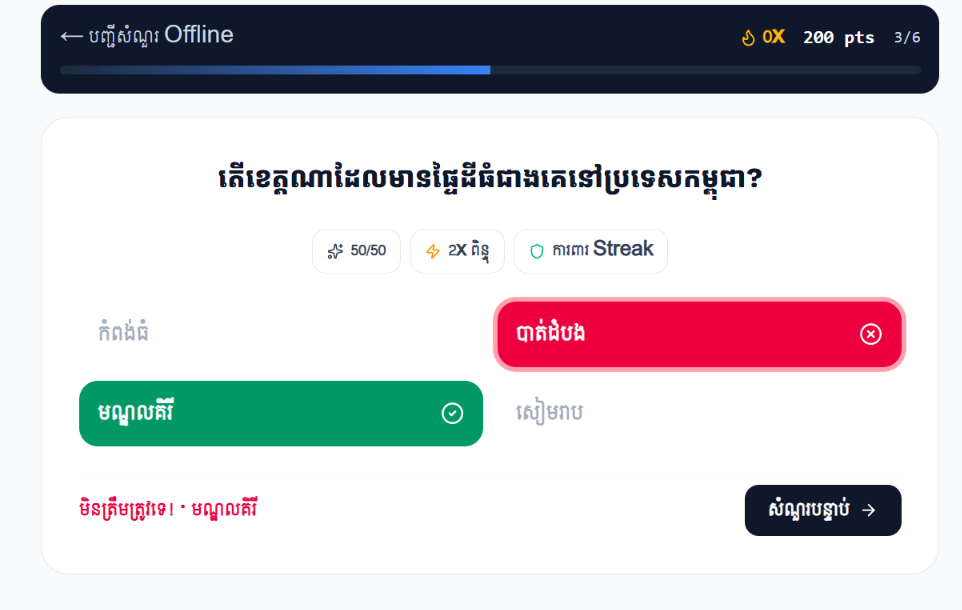 ← បញ្ជីសំណួរ Offline
0X 200 pts 3/6
តើខេត្តណាដែលមានផ្ទៃដីធំជាងគេនៅប្រទេសកម្ពុជា?
50/50
2X ពិន្ទុ
ការពារ Streak
កំពង់ធំ
បាត់ដំបង
មណ្ឌលគិរី
សៀមរាប
មិនត្រឹមត្រូវទេ! · មណ្ឌលគិរី
សំណួរបន្ទាប់ →